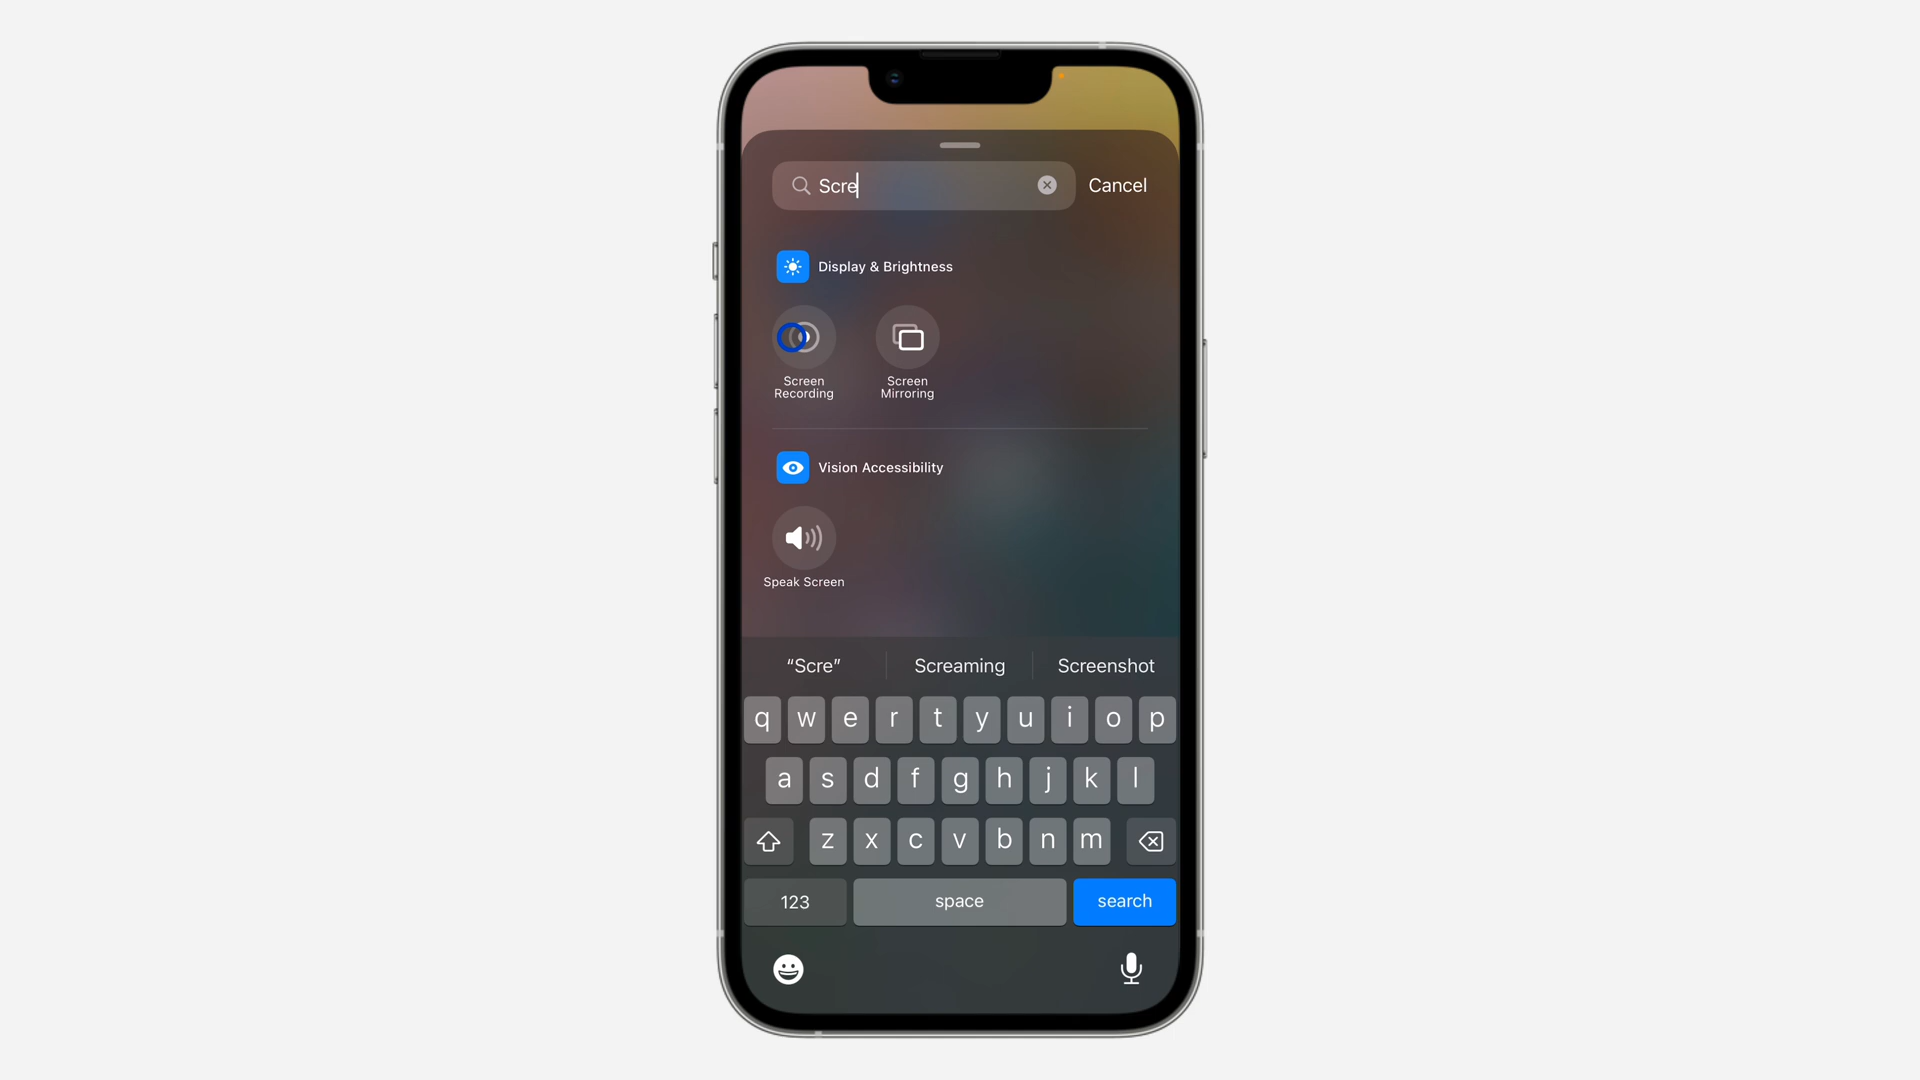 Scre
Cancel
Display & Brightness
Screen
Recording
Screen
Mirroring
Vision Accessibility
Speak Screen
“Scre”
Screaming
Screenshot
q w e r t y u i o p
a s d f g h j k l
z x c v b n m
123
space
search